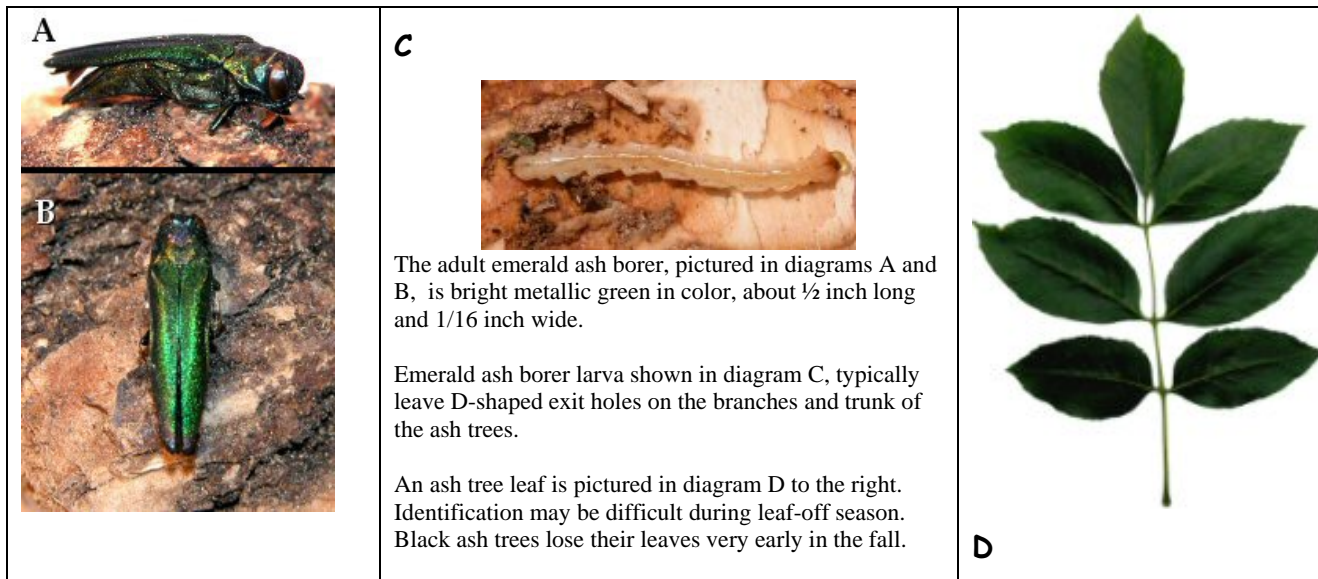 A
B
C
The adult emerald ash borer, pictured in diagrams A and
B,  is bright metallic green in color, about ½ inch long
and 1/16 inch wide.
Emerald ash borer larva shown in diagram C, typically
leave D-shaped exit holes on the branches and trunk of
the ash trees.
An ash tree leaf is pictured in diagram D to the right.
Identification may be difficult during leaf-off season.
Black ash trees lose their leaves very early in the fall.
D